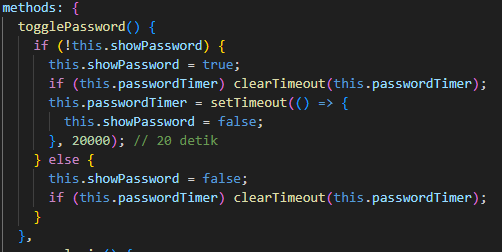 methods: {
  togglePassword() {
    if (!this.showPassword) {
      this.showPassword = true;
      if (this.passwordTimer) clearTimeout(this.passwordTimer);
      this.passwordTimer = setTimeout(() => {
        this.showPassword = false;
      }, 20000); // 20 detik
    } else {
      this.showPassword = false;
      if (this.passwordTimer) clearTimeout(this.passwordTimer);
    }
  },